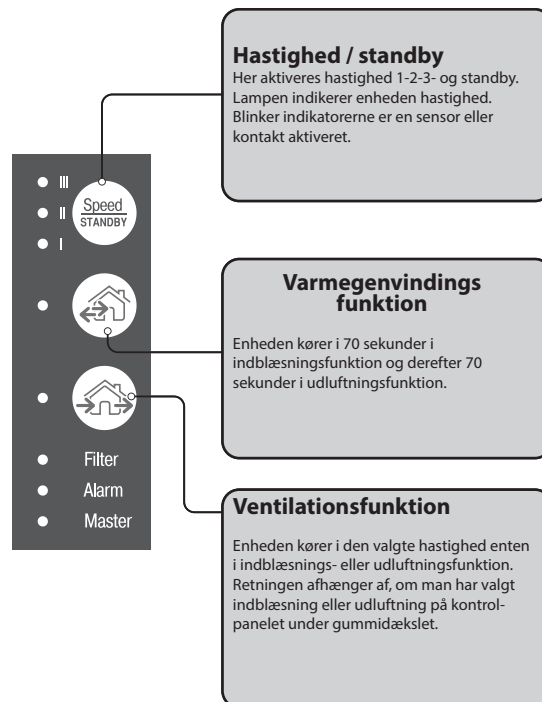 Hastighed / standby
Her aktiveres hastighed 1-2-3- og standby.
Lampen indikerer enheden hastighed.
Blinker indikatorerne er en sensor eller
kontakt aktiveret.
III
II
I
Speed
STANDBY
Varmegenvindings
funktion
Enheden kører i 70 sekunder i
indblæsningsfunktion og derefter 70
sekunder i udluftningsfunktion.
Filter
Alarm
Master
Ventilationsfunktion
Enheden kører i den valgte hastighed enten
i indblæsnings- eller udluftningsfunktion.
Retningen afhænger af, om man har valgt
indblæsning eller udluftning på kontrol-
panelet under gummidækslet.